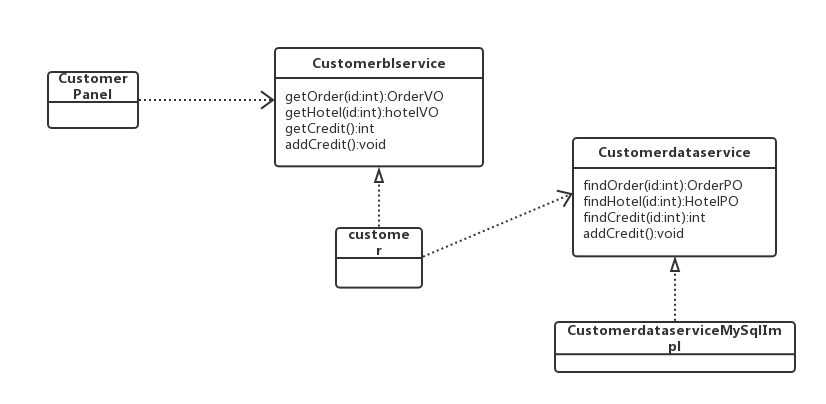 Customer
Panel
Customerblservice
getOrder(id:int):OrderVO
getHotel(id:int):hotelVO
getCredit():int
addCredit():void
custome
r
Customerdataservice
findOrder(id:int):OrderPO
findHotel(id:int):HotelPO
findCredit(id:int):int
addCredit():void
CustomerdataserviceMySqlIm
pl